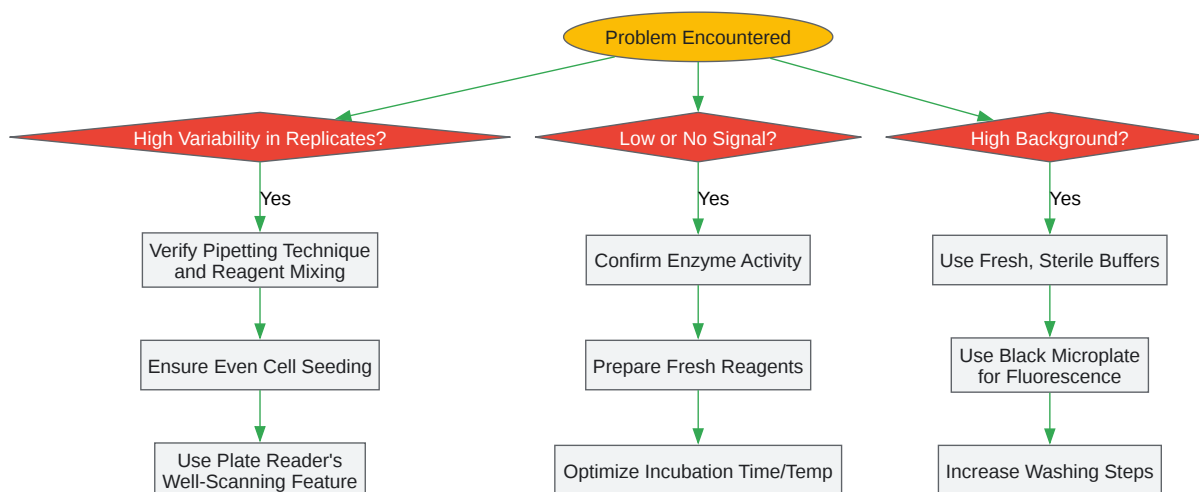 Problem Encountered
High Variability in Replicates?
Low or No Signal?
High Background?
Yes
Yes
Yes
Verify Pipetting Technique
and Reagent Mixing
Confirm Enzyme Activity
Use Fresh, Sterile Buffers
Ensure Even Cell Seeding
Prepare Fresh Reagents
Use Black Microplate
for Fluorescence
Use Plate Reader's
Well-Scanning Feature
Optimize Incubation Time/Temp
Increase Washing Steps